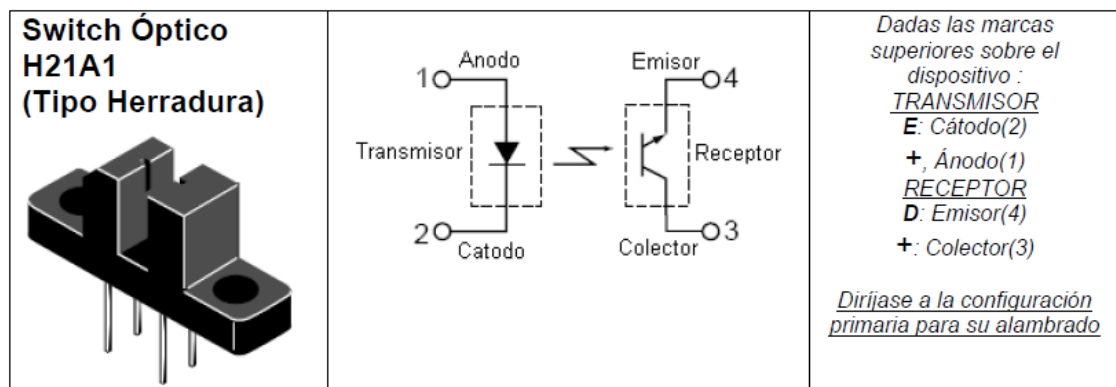 Switch Óptico
H21A1
(Tipo Herradura)
1
Anodo
Transmisor
2
Catodo
Emisor
4
Receptor
3
Colector
Dadas las marcas
superiores sobre el
dispositivo :
TRANSMISOR
E: Cátodo(2)
+, Ánodo(1)
RECEPTOR
D: Emisor(4)
+: Colector(3)
Diríjase a la configuración
primaria para su alambrado